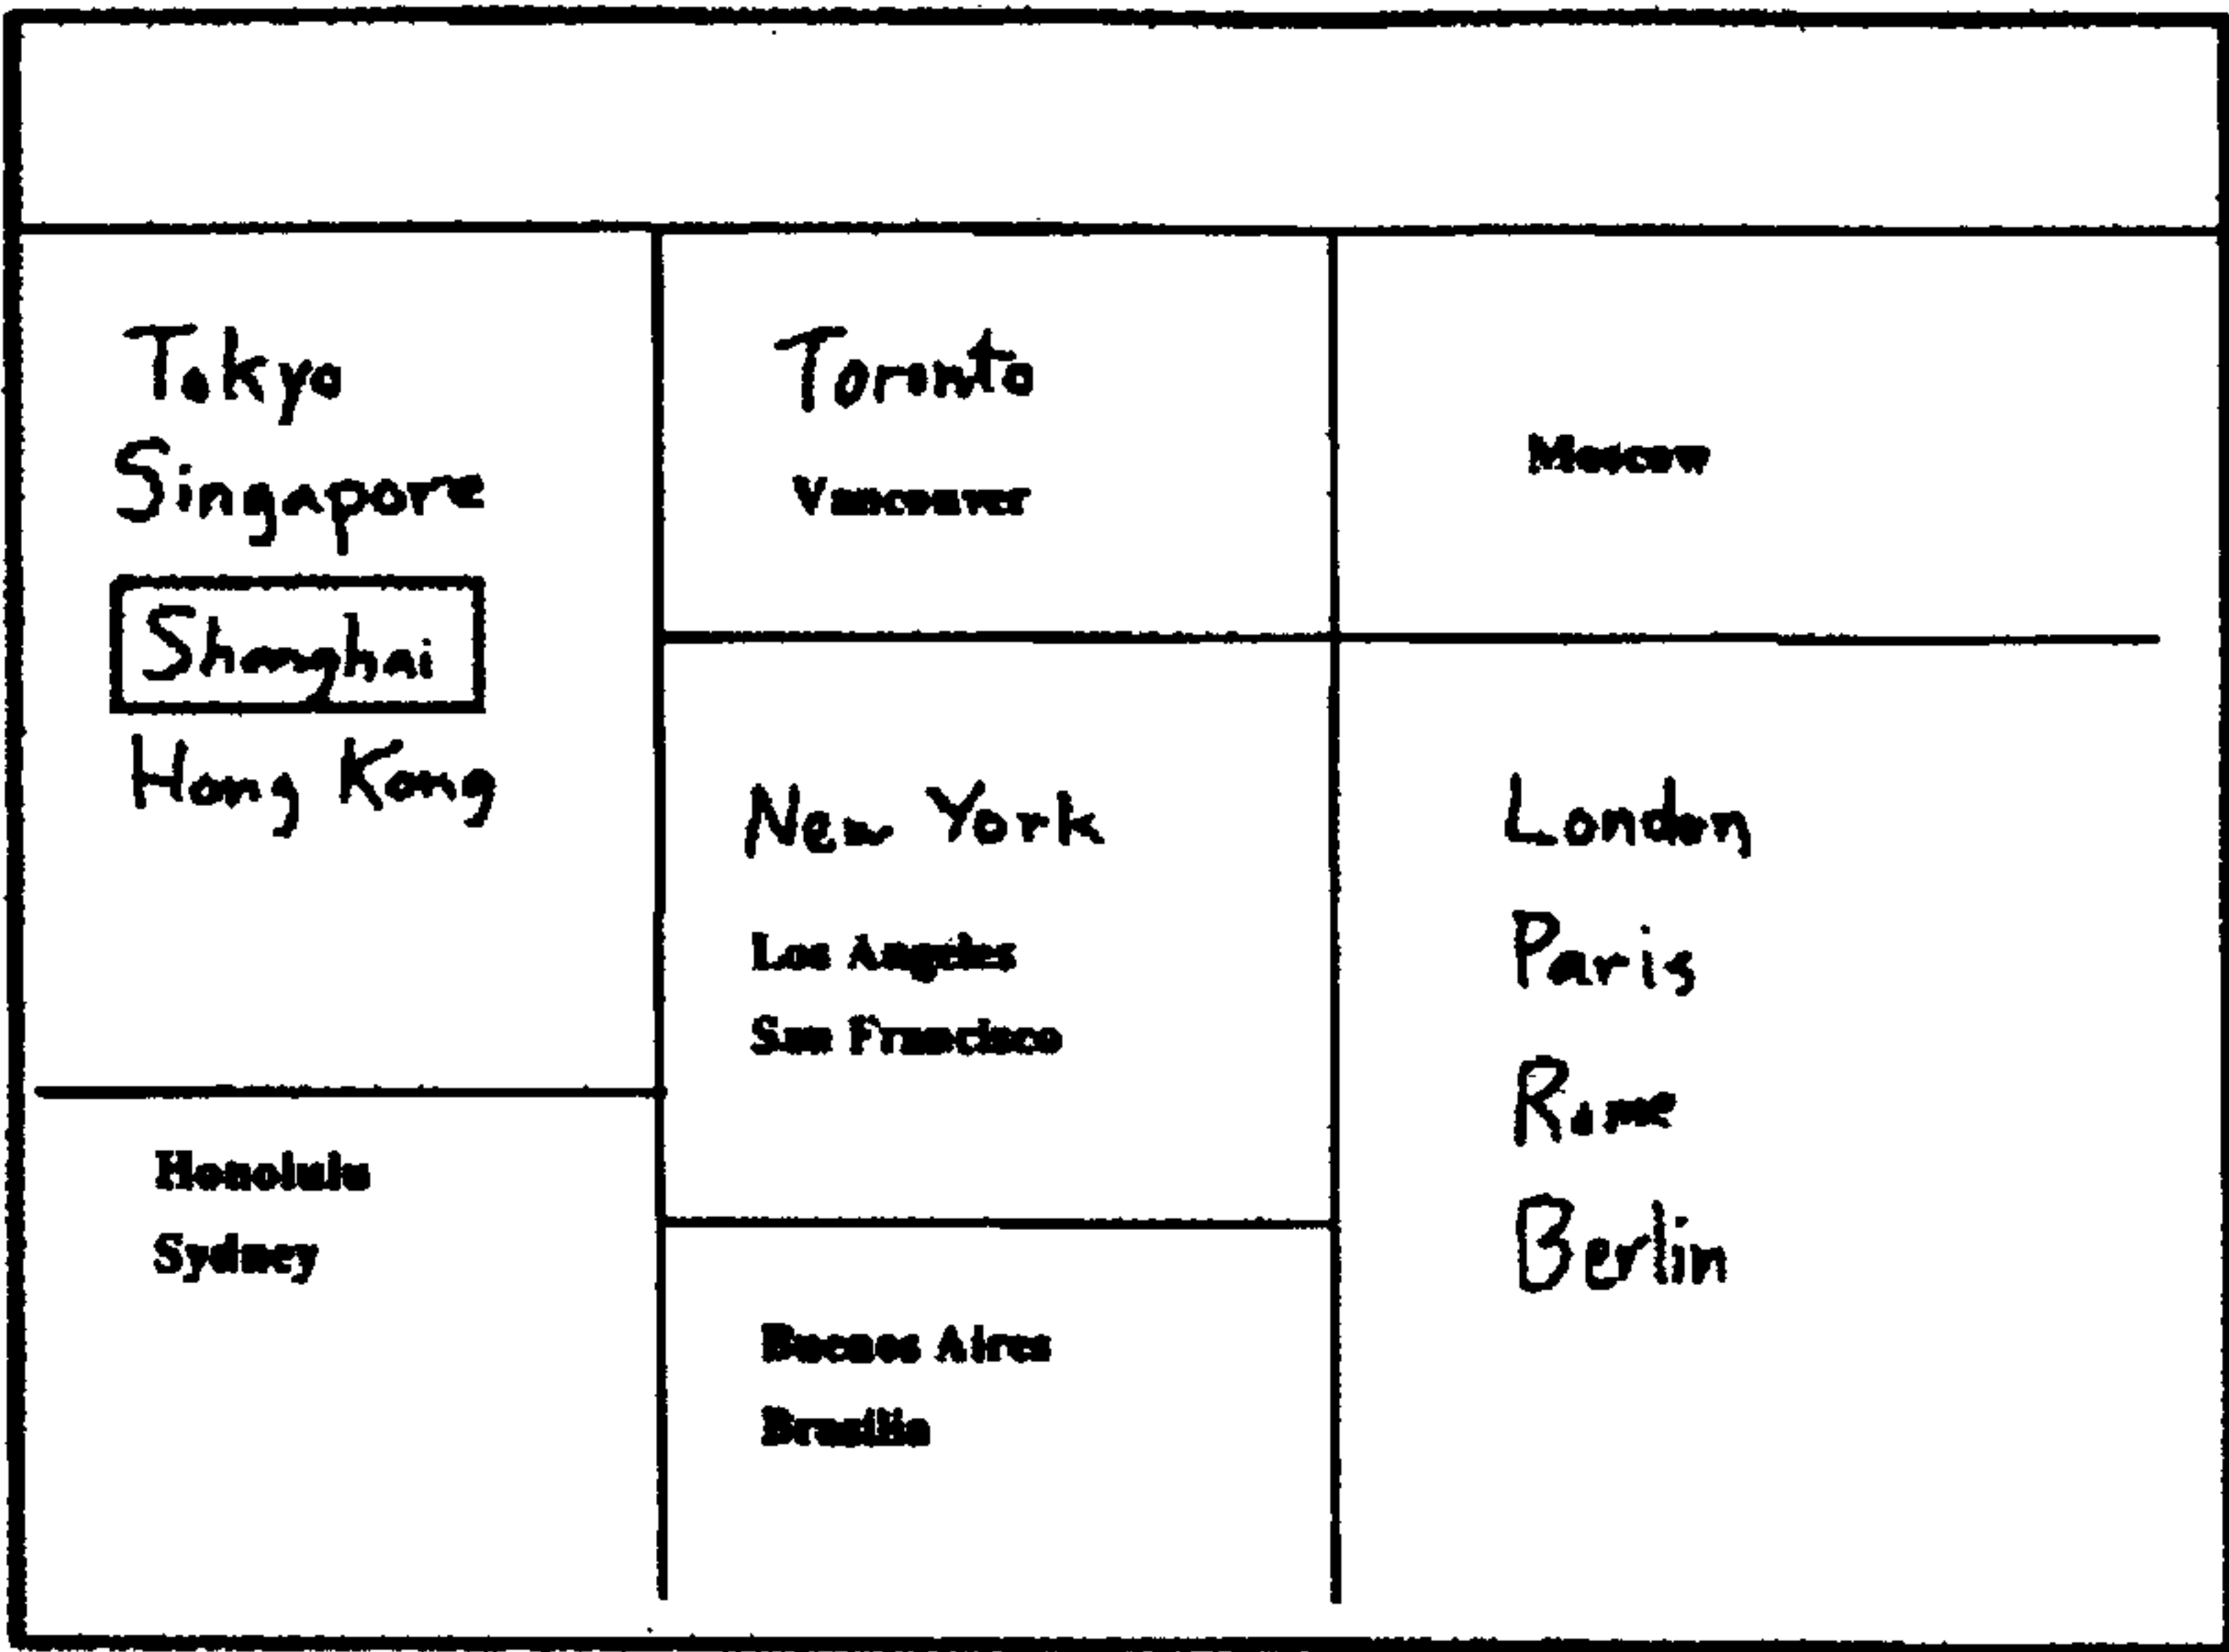 Tokyo
Singapore
Shanghai
Hong Kong
Honolulu
Sydney
Toronto
Vancouver
New York
Los Angeles
San Francisco
Buenos Aires
Brasilia
Moscow
London
Paris
Rome
Berlin